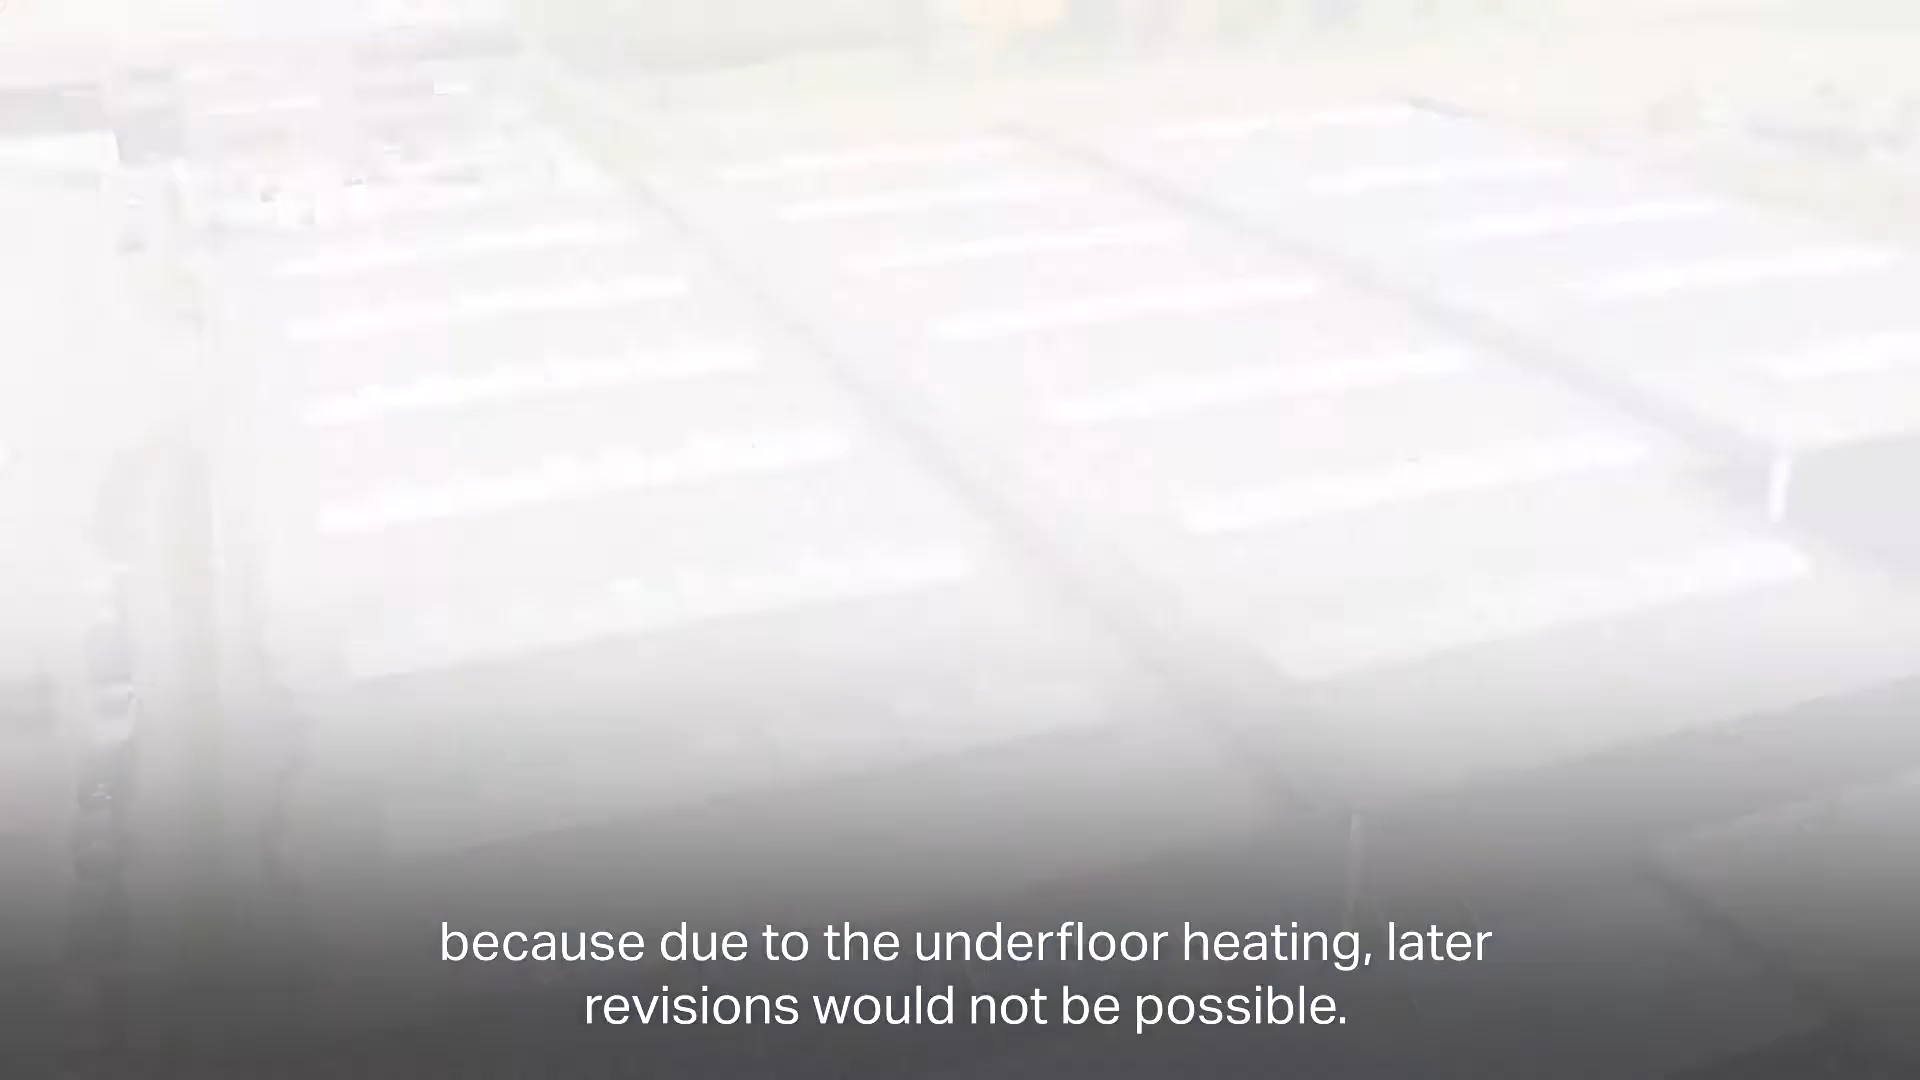 because due to the underfloor heating, later
revisions would not be possible.